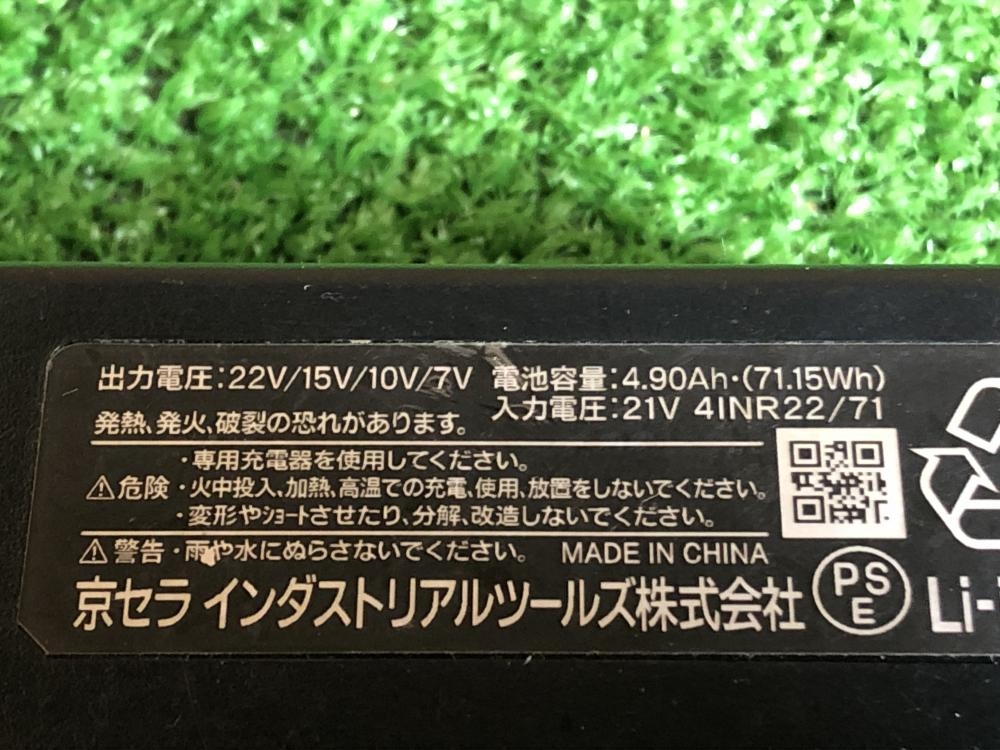 出力電圧：22V/15V/10V/7V 電池容量：4.90Ah・(71.15Wh)
入力電圧：21V 4INR22/71
発熱、発火、破裂の恐れがあります。
・専用充電器を使用してください。
⚠危険 ・火中投入、加熱、高温での充電、使用、放置をしないでください。
・変形やｼｮｰﾄさせたり、分解、改造しないでください。
⚠警告・雨や水にぬらさないでください。 MADE IN CHINA
京セラ インダストリアルツールズ株式会社 PSE Li-